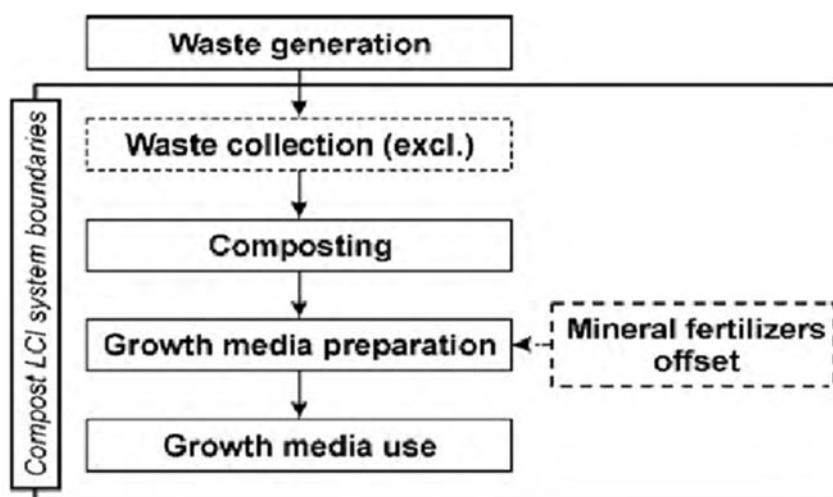 Waste generation
Compost LCI system boundaries
Waste collection (excl.)
Composting
Growth media preparation
Mineral fertilizers
offset
Growth media use